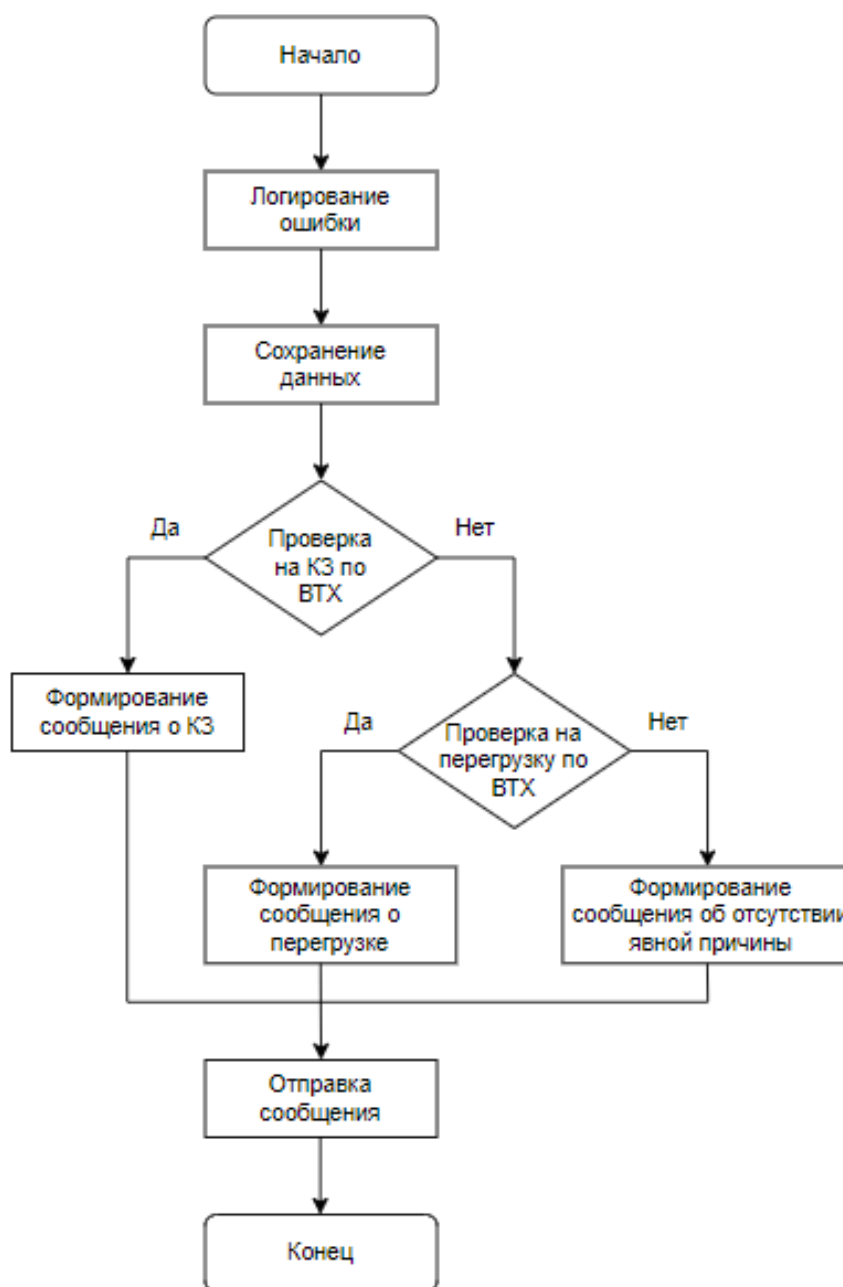 Начало
Логирование
ошибки
Сохранение
данных
Да
Нет
Проверка
на КЗ по
ВТХ
Формирование
сообщения о КЗ
Да
Нет
Проверка на
перегрузку по
ВТХ
Формирование
сообщения о
перегрузке
Формирование
сообщения об отсутствии
явной причины
Отправка
сообщения
Конец